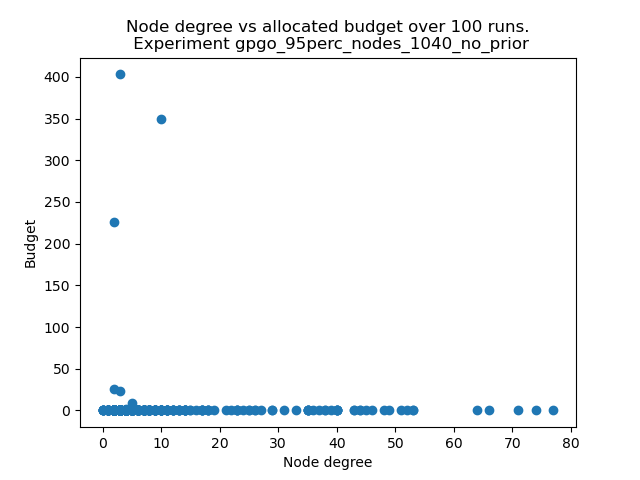 Node degree vs allocated budget over 100 runs.
Experiment gpgo_95perc_nodes_1040_no_prior
400
350
300
250
200
150
100
50
0
Budget
0 10 20 30 40 50 60 70 80
Node degree